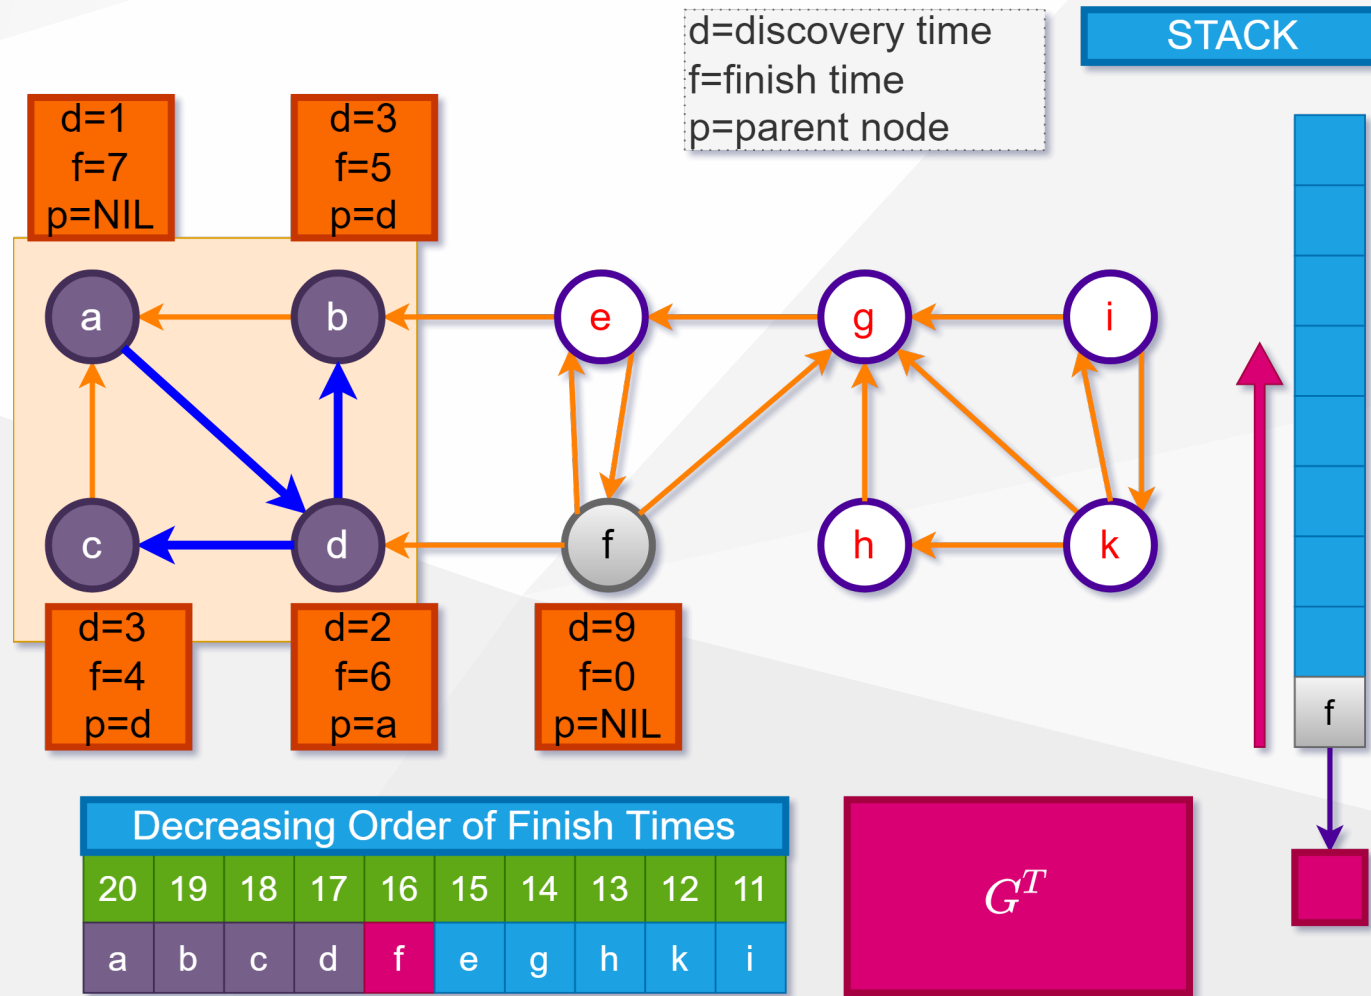 d=discovery time
f=finish time
p=parent node
STACK
d=1
f=7
p=NIL
d=3
f=5
p=d
a
b
e
g
i
c
d
f
h
k
d=3
f=4
p=d
d=2
f=6
p=a
d=9
f=0
p=NIL
f
Decreasing Order of Finish Times
20 19 18 17 16 15 14 13 12 11
a b c d f e g h k i
G^T